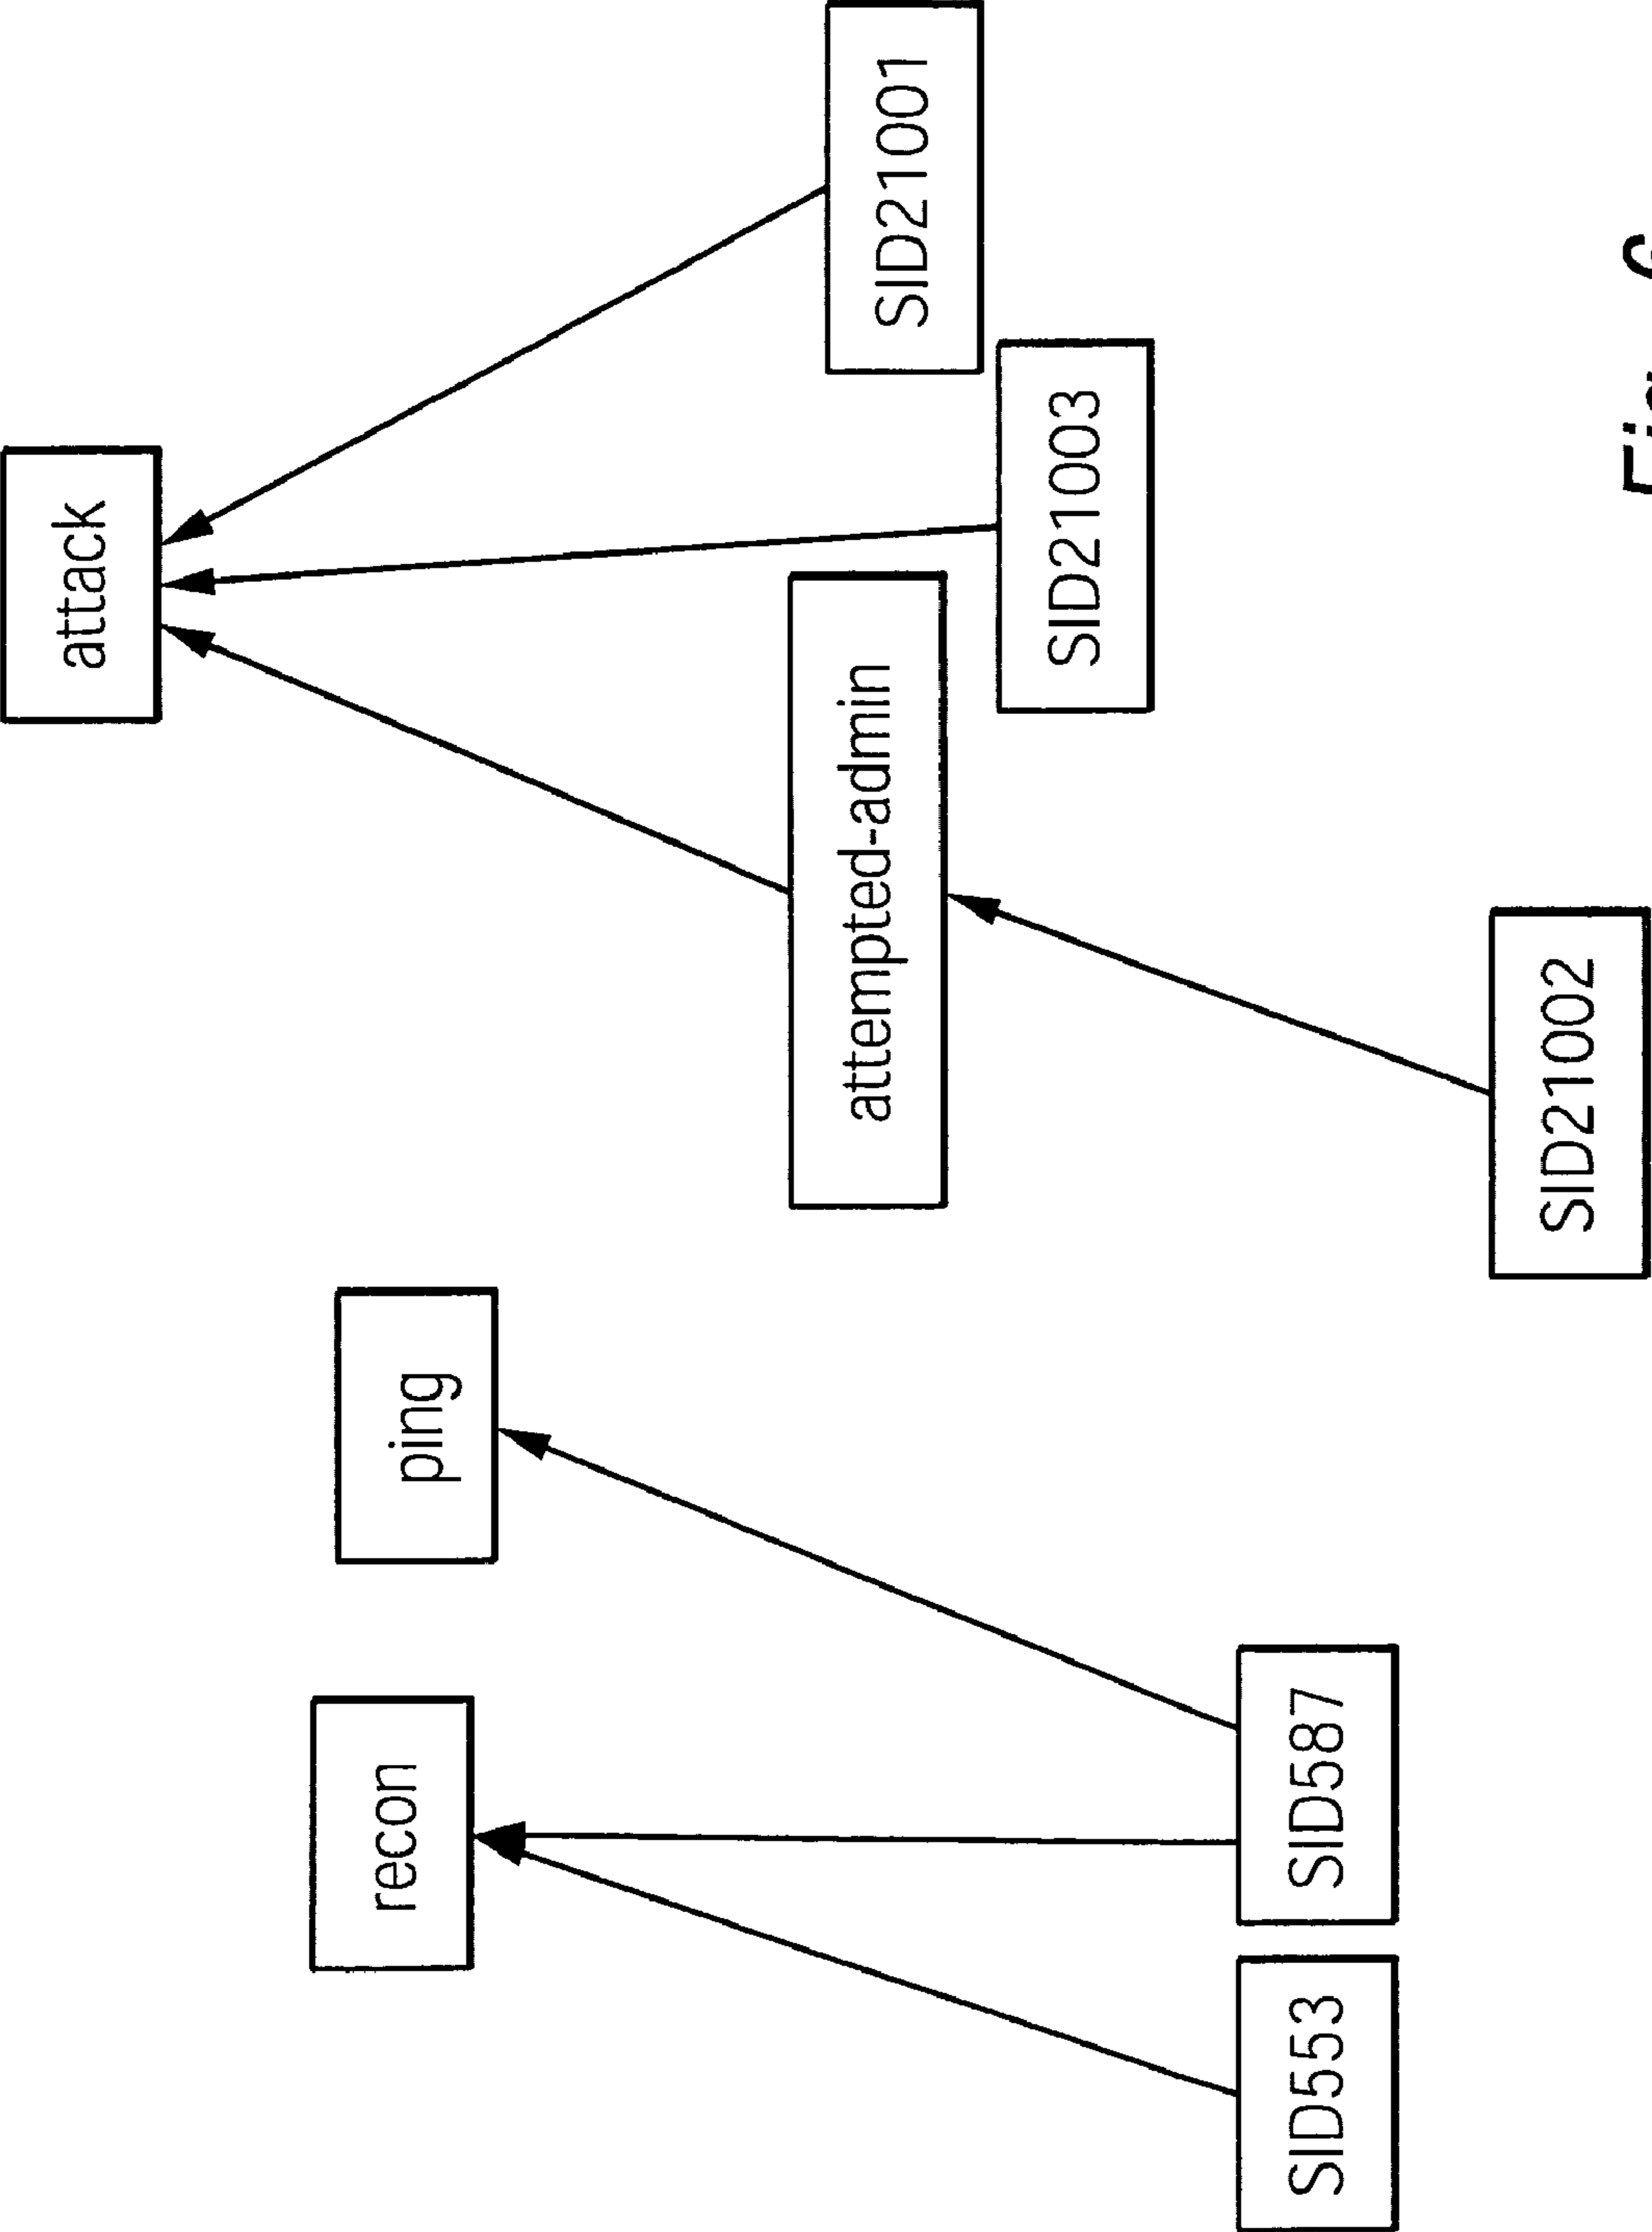 attack
recon
ping
attempted-admin
SID21001
SID21003
SID553
SID587
SID21002